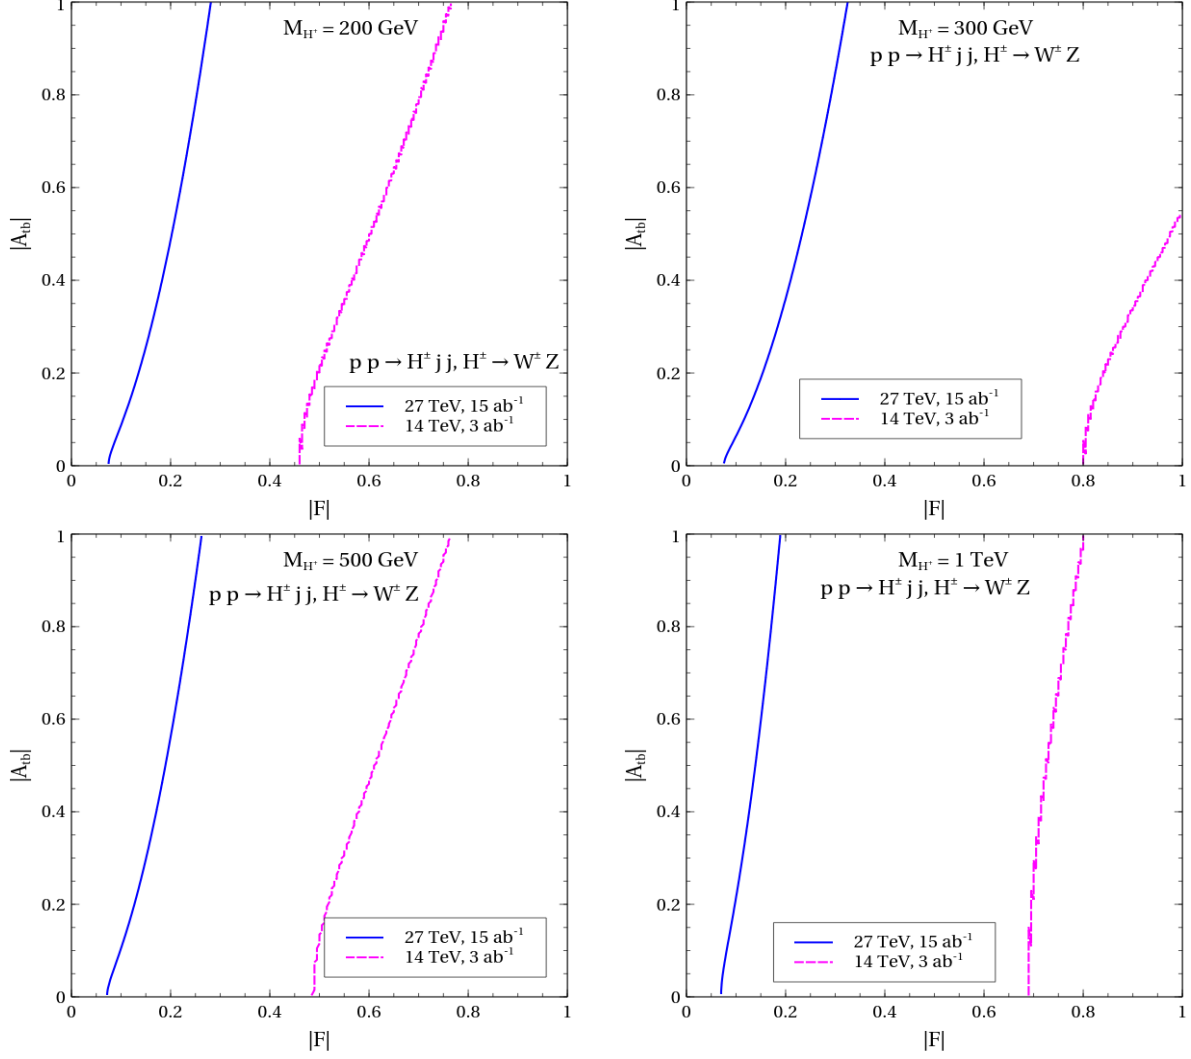 M_H⁺ = 200 GeV
p p → H± j j, H± → W± Z
27 TeV, 15 ab⁻¹
14 TeV, 3 ab⁻¹
|A_tb|
1
0.8
0.6
0.4
0.2
0
0 0.2 0.4 0.6 0.8 1
|F|
M_H⁺ = 300 GeV
p p → H± j j, H± → W± Z
27 TeV, 15 ab⁻¹
14 TeV, 3 ab⁻¹
|A_tb|
1
0.8
0.6
0.4
0.2
0
0 0.2 0.4 0.6 0.8 1
|F|
M_H⁺ = 500 GeV
p p → H± j j, H± → W± Z
27 TeV, 15 ab⁻¹
14 TeV, 3 ab⁻¹
|A_tb|
1
0.8
0.6
0.4
0.2
0
0 0.2 0.4 0.6 0.8 1
|F|
M_H⁺ = 1 TeV
p p → H± j j, H± → W± Z
27 TeV, 15 ab⁻¹
14 TeV, 3 ab⁻¹
|A_tb|
1
0.8
0.6
0.4
0.2
0
0 0.2 0.4 0.6 0.8 1
|F|